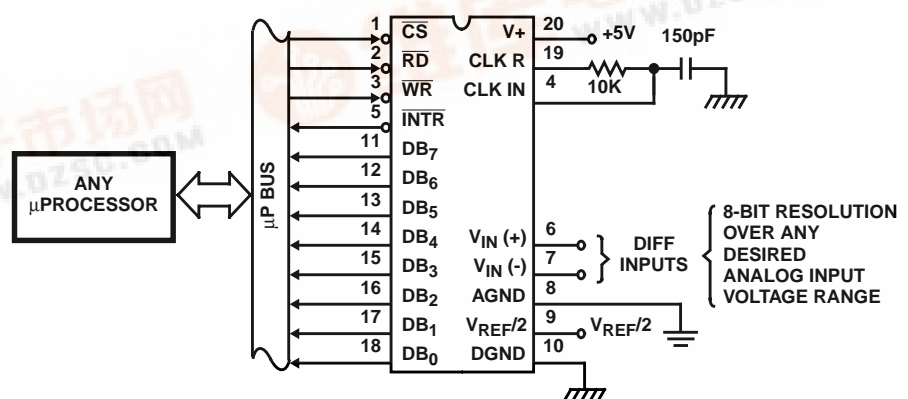 ANY
µPROCESSOR
µP BUS
1 CS
2 RD
3 WR
5 INTR
11 DB7
12 DB6
13 DB5
14 DB4
15 DB3
16 DB2
17 DB1
18 DB0
V+ 20 +5V
CLK R 19
CLK IN 4
10K
150pF
VIN (+) 6
VIN (-) 7
AGND 8
VREF/2 9 VREF/2
DGND 10
DIFF
INPUTS
8-BIT RESOLUTION
OVER ANY
DESIRED
ANALOG INPUT
VOLTAGE RANGE